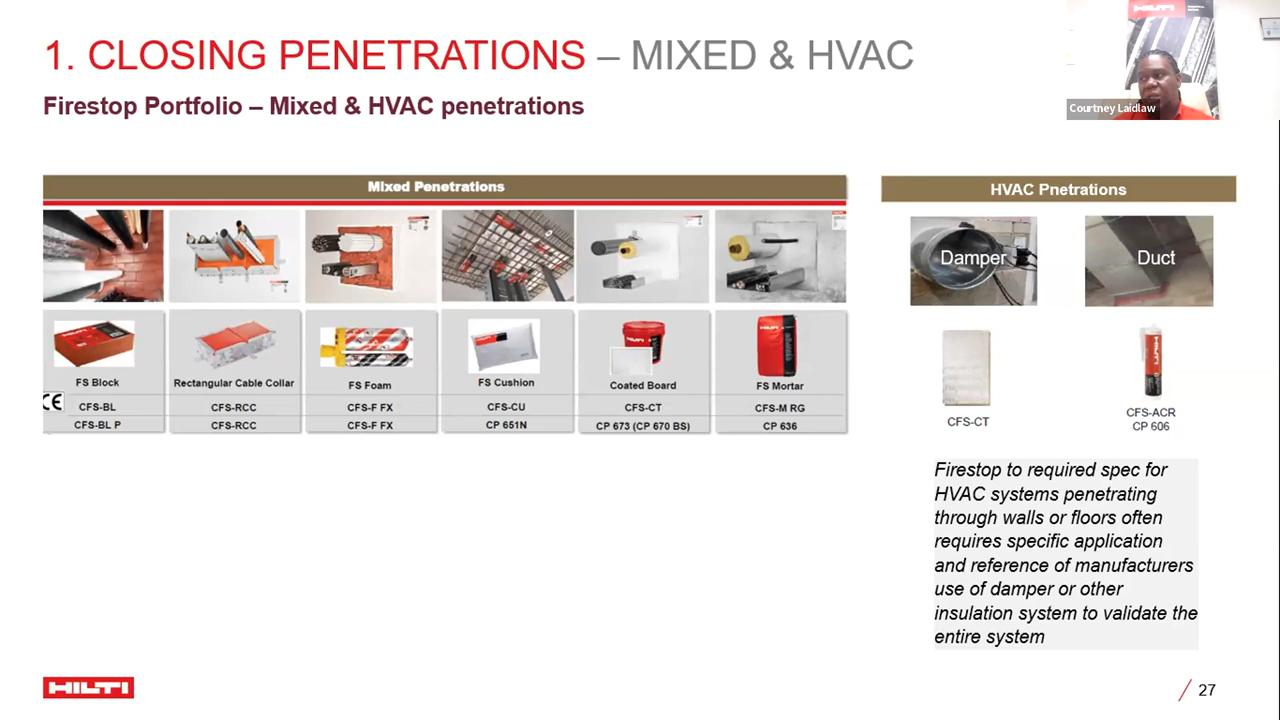 1. CLOSING PENETRATIONS – MIXED & HVAC
Firestop Portfolio – Mixed & HVAC penetrations
HILTI
Courtney Laidlaw
Mixed Penetrations
FS Block
Rectangular Cable Collar
FS Foam
FS Cushion
Coated Board
FS Mortar
CE
CFS-BL
CFS-RCC
CFS-F FX
CFS-CU
CFS-CT
CFS-M RG
CFS-BL P
CFS-RCC
CFS-F FX
CP 651N
CP 673 (CP 670 BS)
CP 636
HVAC Pnetrations
Damper
Duct
HILTI
HILTI
HILTI
CFS-CT
CFS-ACR
CP 606
Firestop to required spec for
HVAC systems penetrating
through walls or floors often
requires specific application
and reference of manufacturers
use of damper or other
insulation system to validate the
entire system
HILTI
27